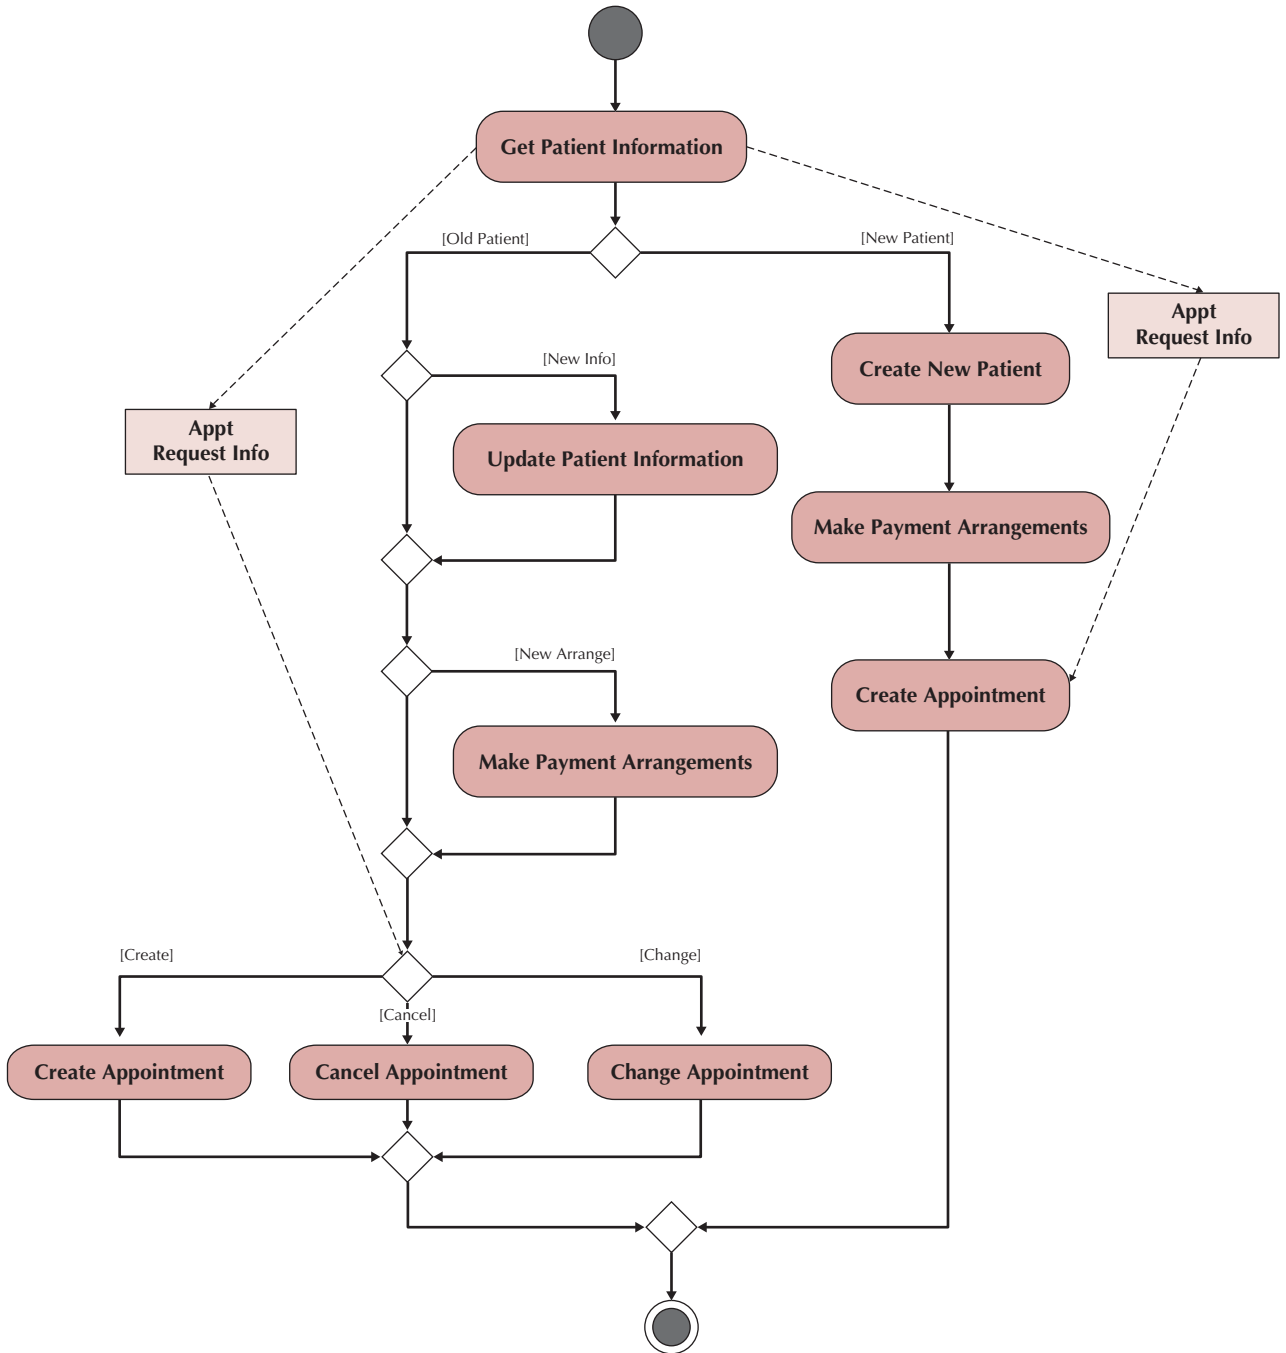 Get Patient Information
[Old Patient]
[New Patient]
Appt
Request Info
Create New Patient
[New Info]
Appt
Request Info
Update Patient Information
Make Payment Arrangements
[New Arrange]
Create Appointment
Make Payment Arrangements
[Create]
[Change]
[Cancel]
Create Appointment
Cancel Appointment
Change Appointment